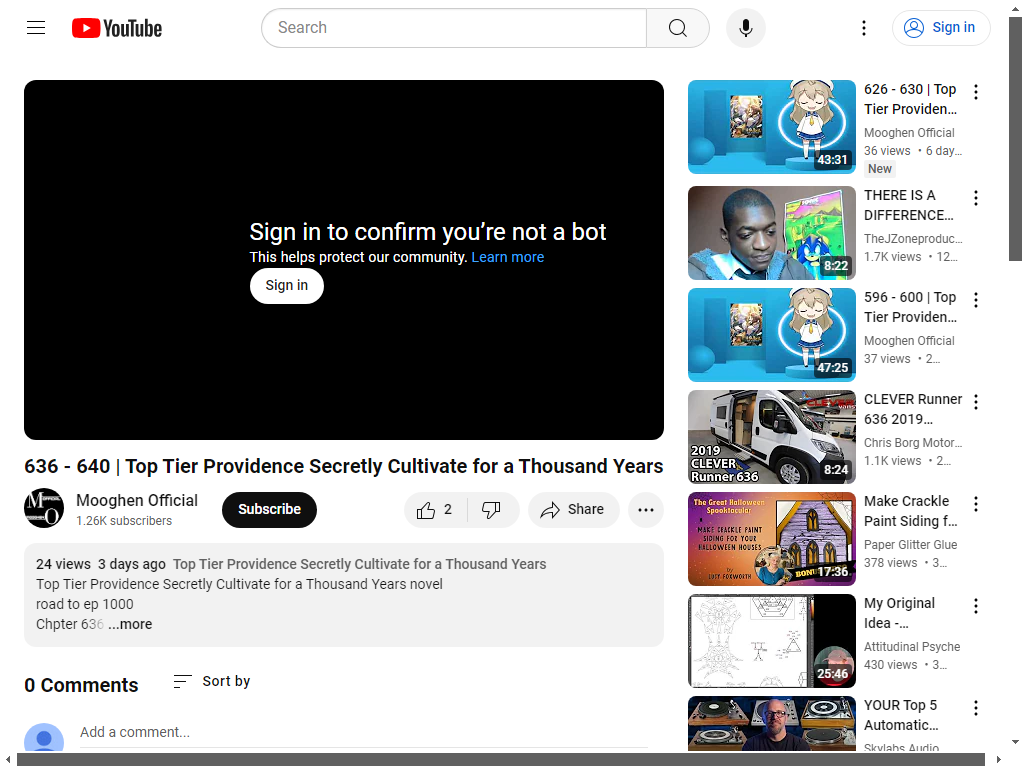 YouTube
Search
Sign in
Sign in to confirm you’re not a bot
This helps protect our community. Learn more
Sign in
636 - 640 | Top Tier Providence Secretly Cultivate for a Thousand Years
Mooghen Official
1.26K subscribers
Subscribe
2
Share
24 views 3 days ago Top Tier Providence Secretly Cultivate for a Thousand Years
Top Tier Providence Secretly Cultivate for a Thousand Years novel
road to ep 1000
Chpter 636 ...more
0 Comments
Sort by
Add a comment...
43:31
626 - 630 | Top
Tier Providen...
Mooghen Official
36 views • 6 day...
New
8:22
THERE IS A
DIFFERENCE...
TheJZoneproduc...
1.7K views • 12...
47:25
596 - 600 | Top
Tier Providen...
Mooghen Official
37 views • 2...
2019
CLEVER
Runner 636
8:24
CLEVER Runner
636 2019...
Chris Borg Motor...
1.1K views • 2...
The Great Halloween
Spooktacular
MAKE CRACKLE PAINT
SIDING FOR YOUR
HALLOWEEN HOUSES
by
LUCY FOXWORTH
17:36
Make Crackle
Paint Siding f...
Paper Glitter Glue
378 views • 3...
25:46
My Original
Idea -...
Attitudinal Psyche
430 views • 3...
YOUR Top 5
Automatic...
Skylabs Audio